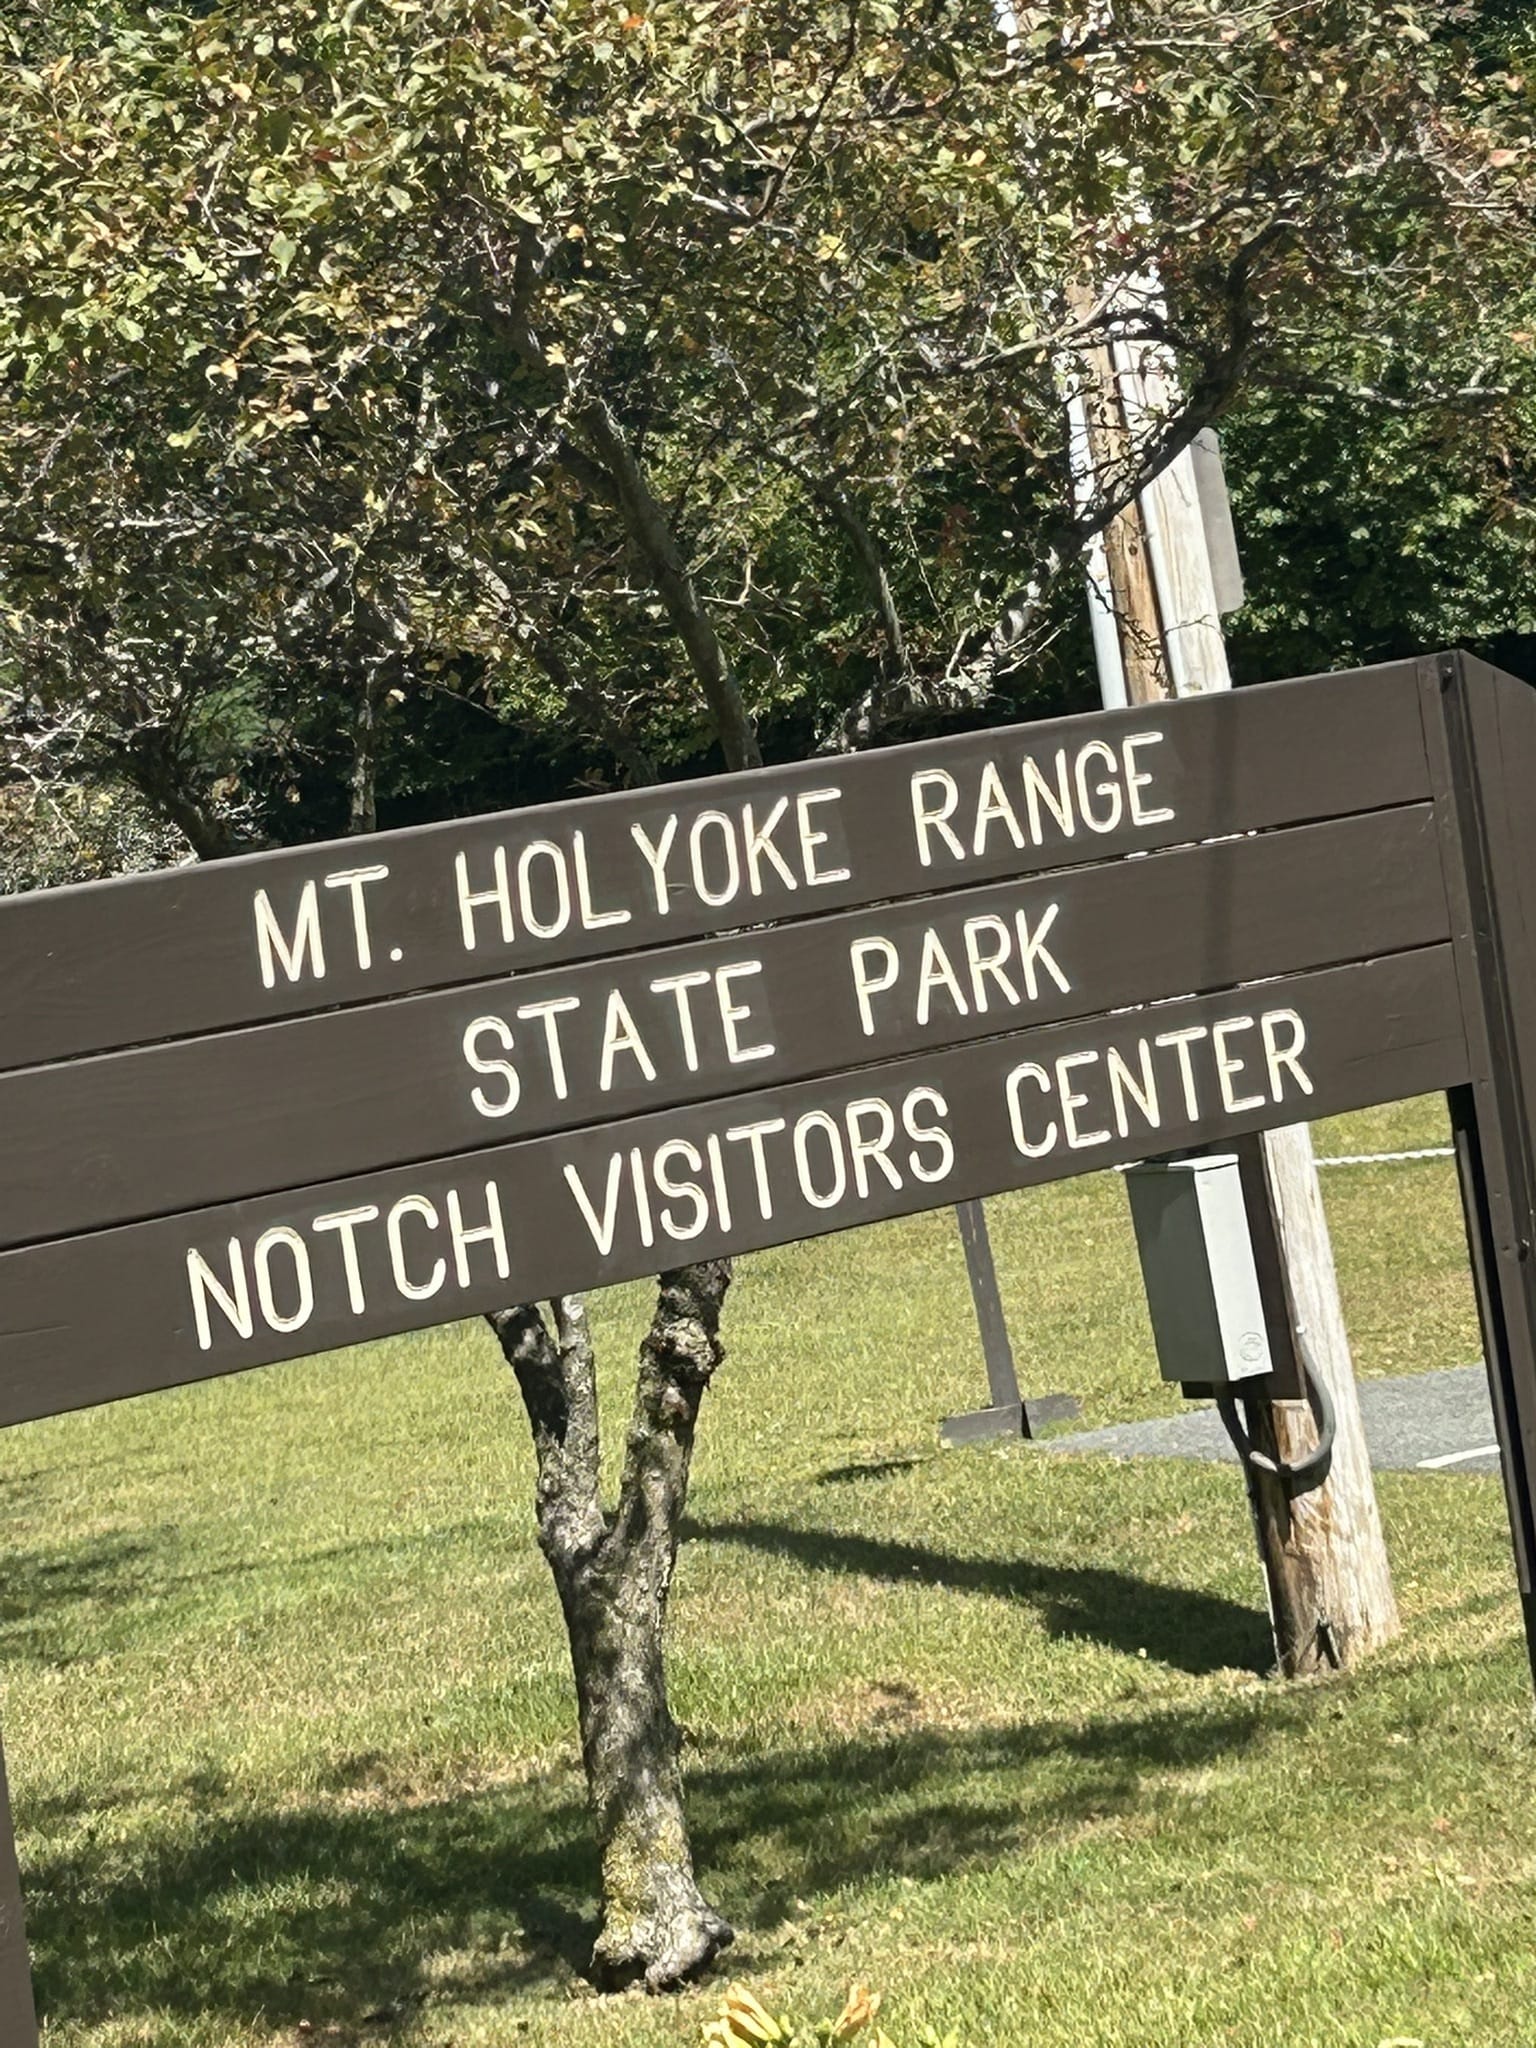 MT. HOLYOKE RANGE
STATE PARK
NOTCH VISITORS CENTER